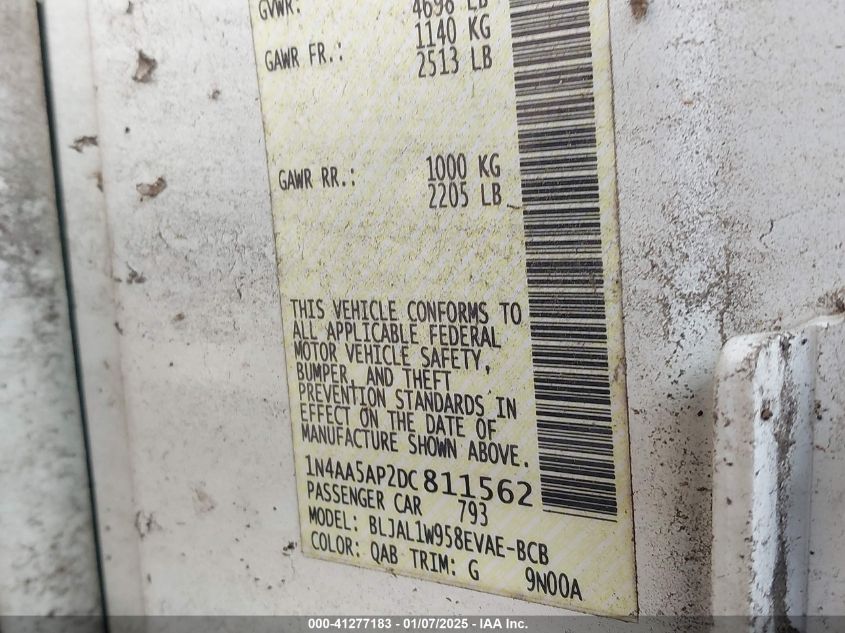 GVWR: 4698 LB
1140 KG
GAWR FR.: 2513 LB
GAWR RR.: 1000 KG
2205 LB
THIS VEHICLE CONFORMS TO
ALL APPLICABLE FEDERAL
MOTOR VEHICLE SAFETY,
BUMPER, AND THEFT
PREVENTION STANDARDS IN
EFFECT ON THE DATE OF
MANUFACTURE SHOWN ABOVE.
1N4AA5AP2DC811562
PASSENGER CAR 793
MODEL: BLJAL1W958EVAE-BCB
COLOR: QAB TRIM: G 9N00A
000-41277183 - 01/07/2025 - IAA Inc.